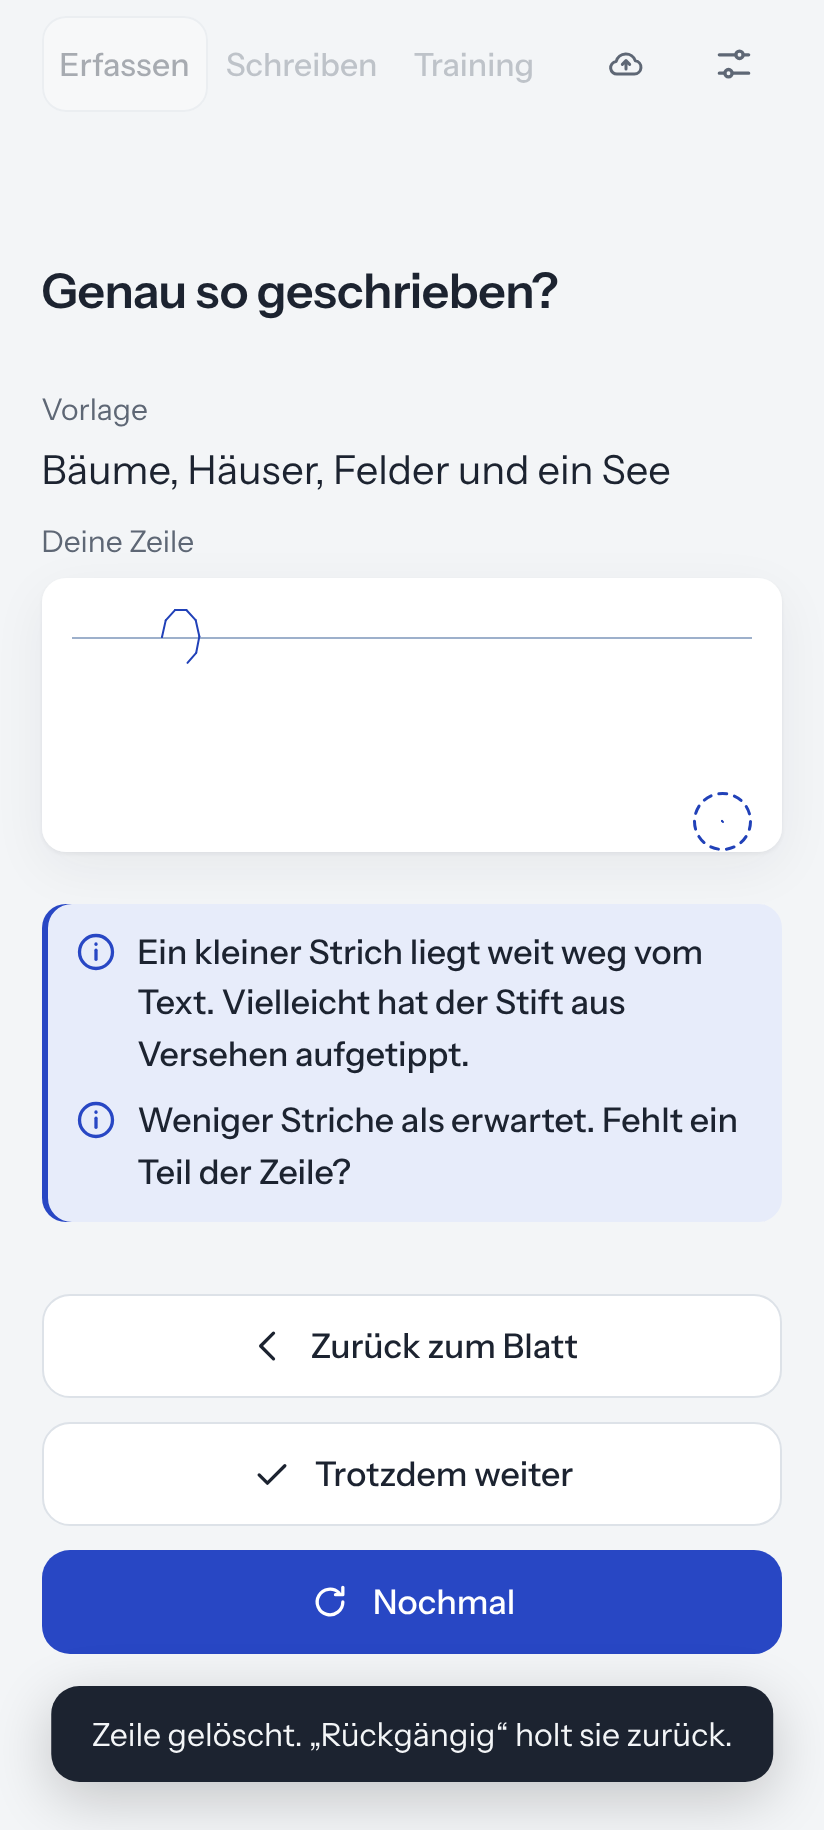 Erfassen Schreiben Training
Genau so geschrieben?
Vorlage
Bäume, Häuser, Felder und ein See
Deine Zeile
Ein kleiner Strich liegt weit weg vom
Text. Vielleicht hat der Stift aus
Versehen aufgetippt.
Weniger Striche als erwartet. Fehlt ein
Teil der Zeile?
Zurück zum Blatt
Trotzdem weiter
Nochmal
Zeile gelöscht. „Rückgängig“ holt sie zurück.